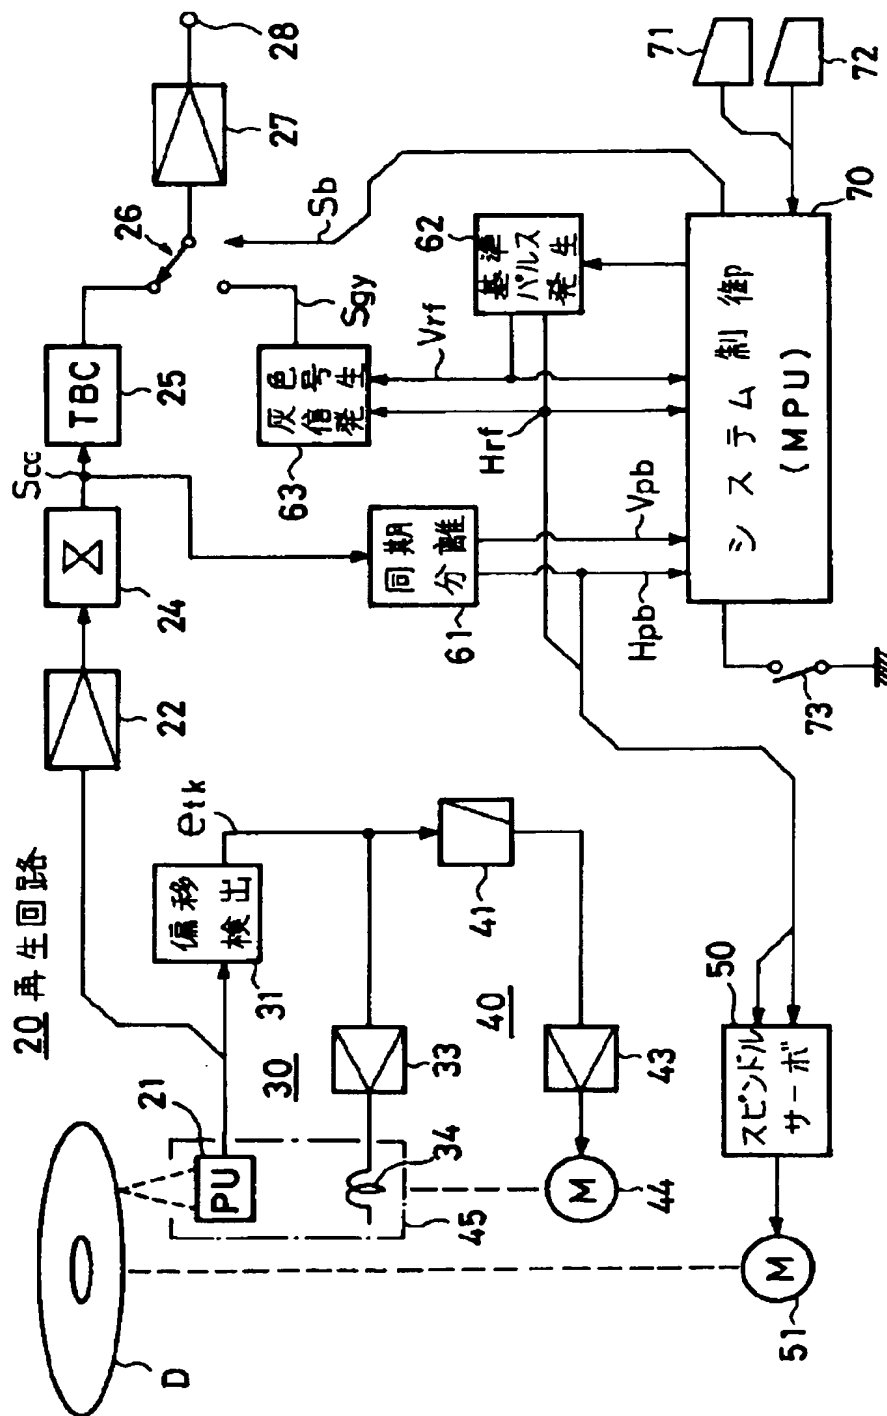 20 再生回路
22
24
Scc
TBC
25
26
27
28
D
21
PU
30
偏移
検出
31
etk
33
34
45
40
41
43
M
44
灰色
信号
発生
63
Sgy
Sb
Vrf
Hrf
基準
パルス
発生
62
同期
分離
61
Vpb
Hpb
71
72
70
システム制御
(MPU)
73
50
スピンドル
サーボ
M
51